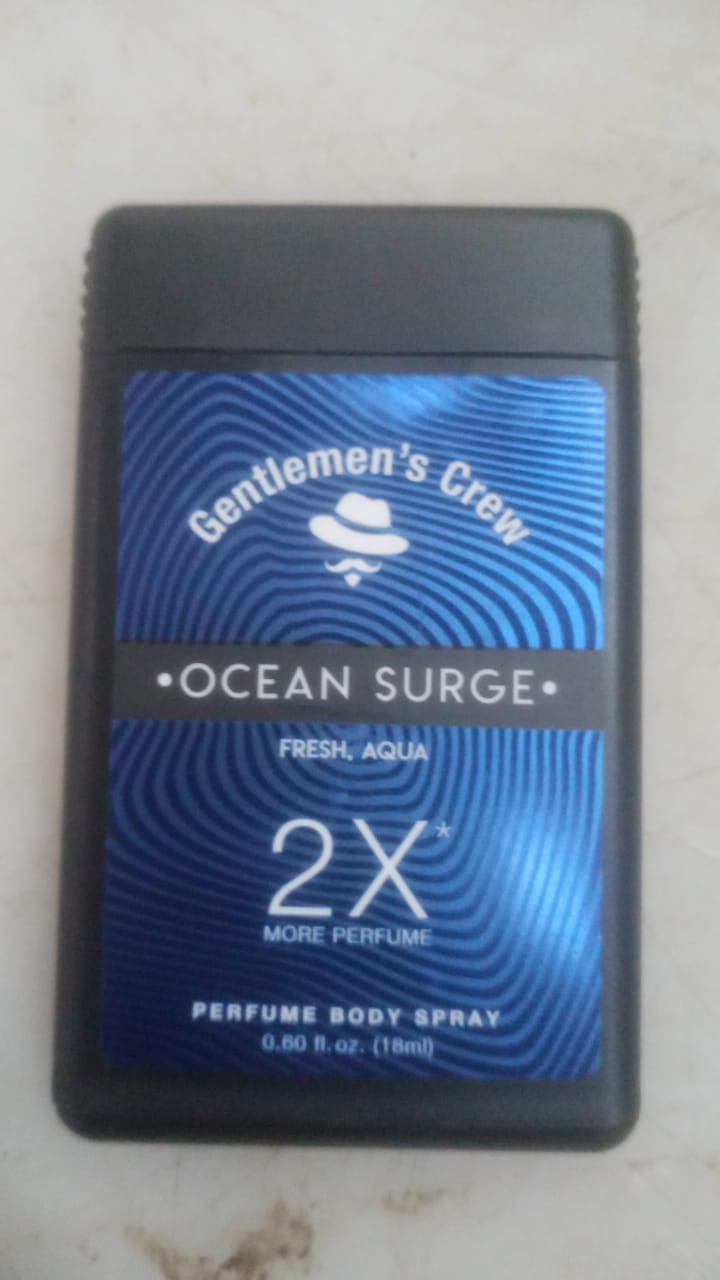 Gentlemen's Crew
•OCEAN SURGE•
FRESH, AQUA
2X*
MORE PERFUME
PERFUME BODY SPRAY
0.60 fl. oz. (18ml)